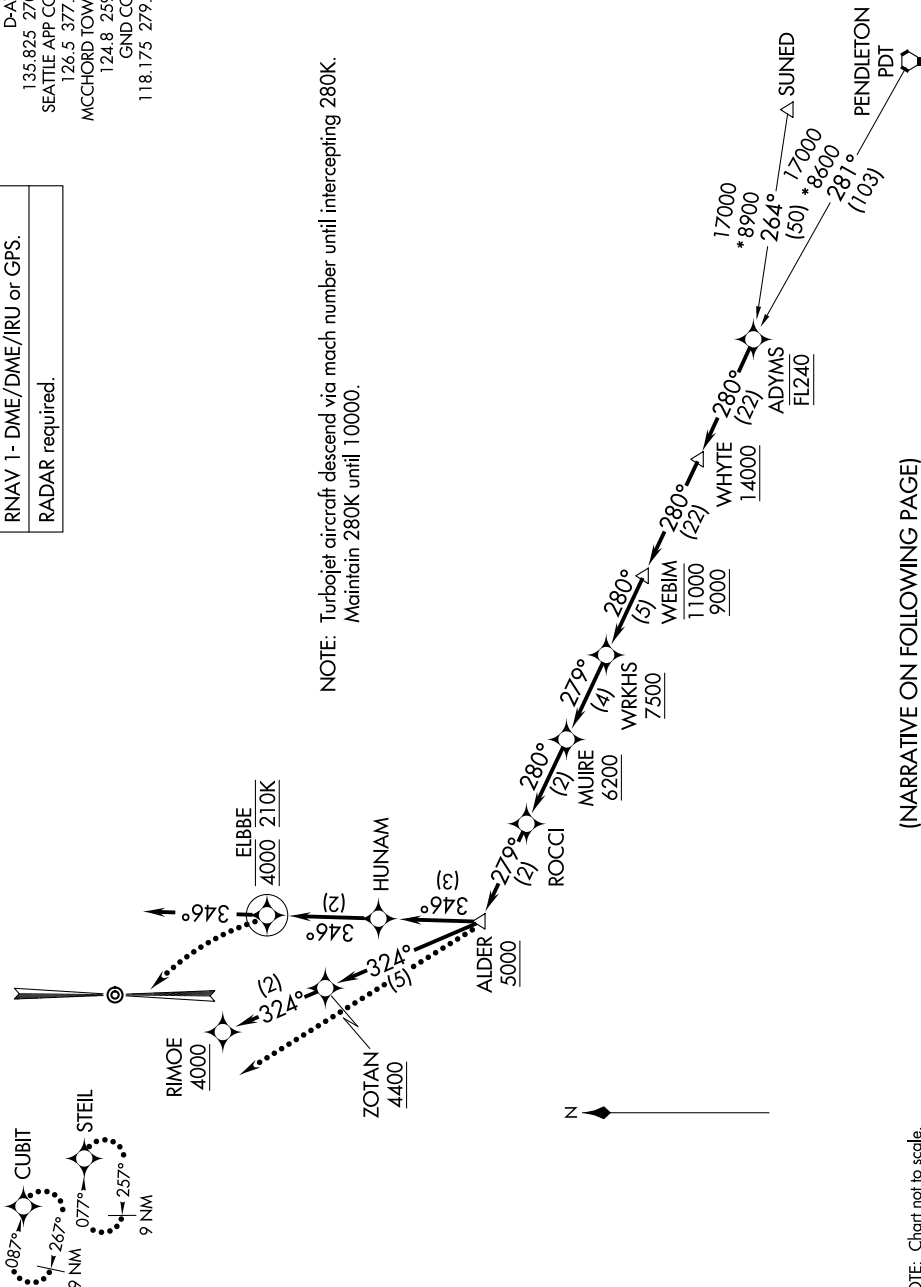 RNAV 1- DME/DME/IRU or GPS.
RADAR required.
D-A
135.825 270
SEATTLE APP CO
126.5 377.
MCCHORD TOW
124.8 259
GND CO
118.175 279.
NOTE: Turbojet aircraft descend via mach number until intercepting 280K.
Maintain 280K until 10000.
CUBIT
087°
267°
9 NM
STEIL
077°
257°
9 NM
RIMOE
4000
324°
(2)
ZOTAN
4400
324°
(5)
346°
ELBBE
4000 210K
346°
(2)
HUNAM
346°
(3)
ALDER
5000
279°
(2)
ROCCI
280°
(2)
MUIRE
6200
279°
(4)
WRKHS
7500
280°
(5)
WEBIM
11000
9000
280°
(22)
WHYTE
14000
280°
(22)
ADYMS
FL240
17000
*8900
264°
(50)
SUNED
17000
*8600
281°
(103)
PENDLETON
PDT
N
(NARRATIVE ON FOLLOWING PAGE)
OTE: Chart not to scale.